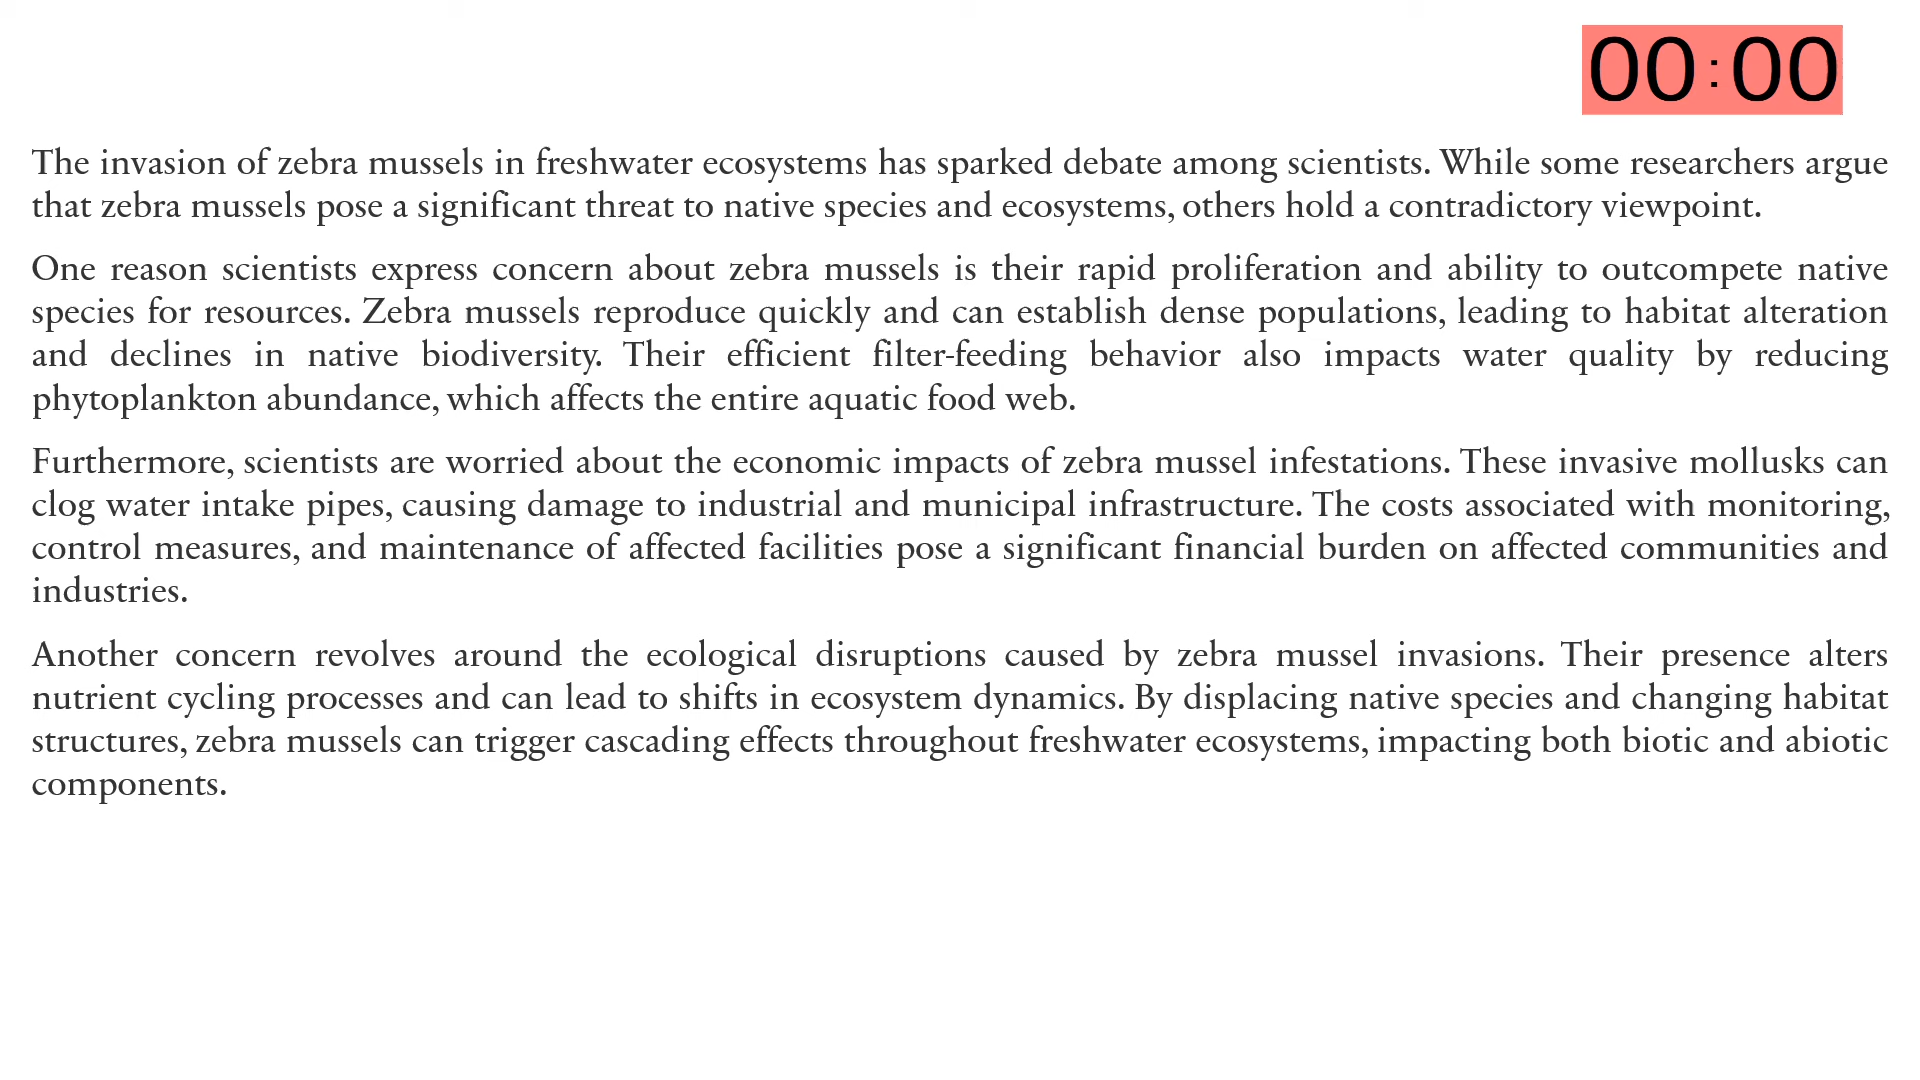 00:00
The invasion of zebra mussels in freshwater ecosystems has sparked debate among scientists. While some researchers argue
that zebra mussels pose a significant threat to native species and ecosystems, others hold a contradictory viewpoint.
One reason scientists express concern about zebra mussels is their rapid proliferation and ability to outcompete native
species for resources. Zebra mussels reproduce quickly and can establish dense populations, leading to habitat alteration
and declines in native biodiversity. Their efficient filter-feeding behavior also impacts water quality by reducing
phytoplankton abundance, which affects the entire aquatic food web.
Furthermore, scientists are worried about the economic impacts of zebra mussel infestations. These invasive mollusks can
clog water intake pipes, causing damage to industrial and municipal infrastructure. The costs associated with monitoring,
control measures, and maintenance of affected facilities pose a significant financial burden on affected communities and
industries.
Another concern revolves around the ecological disruptions caused by zebra mussel invasions. Their presence alters
nutrient cycling processes and can lead to shifts in ecosystem dynamics. By displacing native species and changing habitat
structures, zebra mussels can trigger cascading effects throughout freshwater ecosystems, impacting both biotic and abiotic
components.